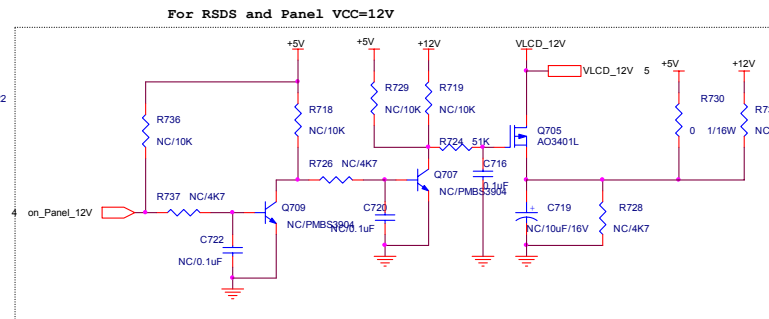 For RSDS and Panel VCC=12V
+5V
+5V
+12V
VLCD_12V
VLCD_12V 5
+5V
+12V
2
R736
NC/10K
R718
NC/10K
R729
NC/10K
R719
NC/10K
R724 51K
Q705
AO3401L
R730
0 1/16W
NC
R726 NC/4K7
C716
0.1uF
Q707
NC/PMBS3904
4 on_Panel_12V
R737 NC/4K7
Q709
NC/PMBS3904
C720
NC/0.1uF
C719
NC/10uF/16V
R728
NC/4K7
C722
NC/0.1uF